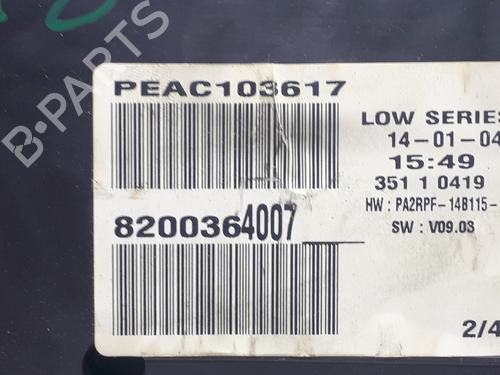 B-PARTS
PEAC103617
8200364007
LOW SERIES
14-01-04
15:49
351 1 0419
HW : PA2RPF-14B115-
SW : V09.03
2/4